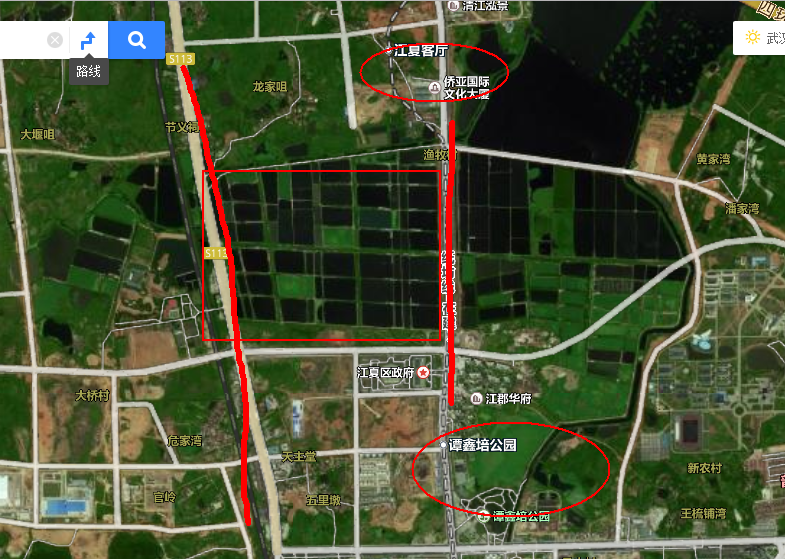 清江泓景
江夏客厅
武汉
路线
S113
侨亚国际
文化大厦
龙家咀
节义祠
大堰咀
渔牧村
黄家湾
潘家湾
S113
江夏区政府
江郡华府
大桥村
危家湾
谭鑫培公园
天主堂
新农村
官岭
五里墩
谭鑫培公园
王梳铺湾